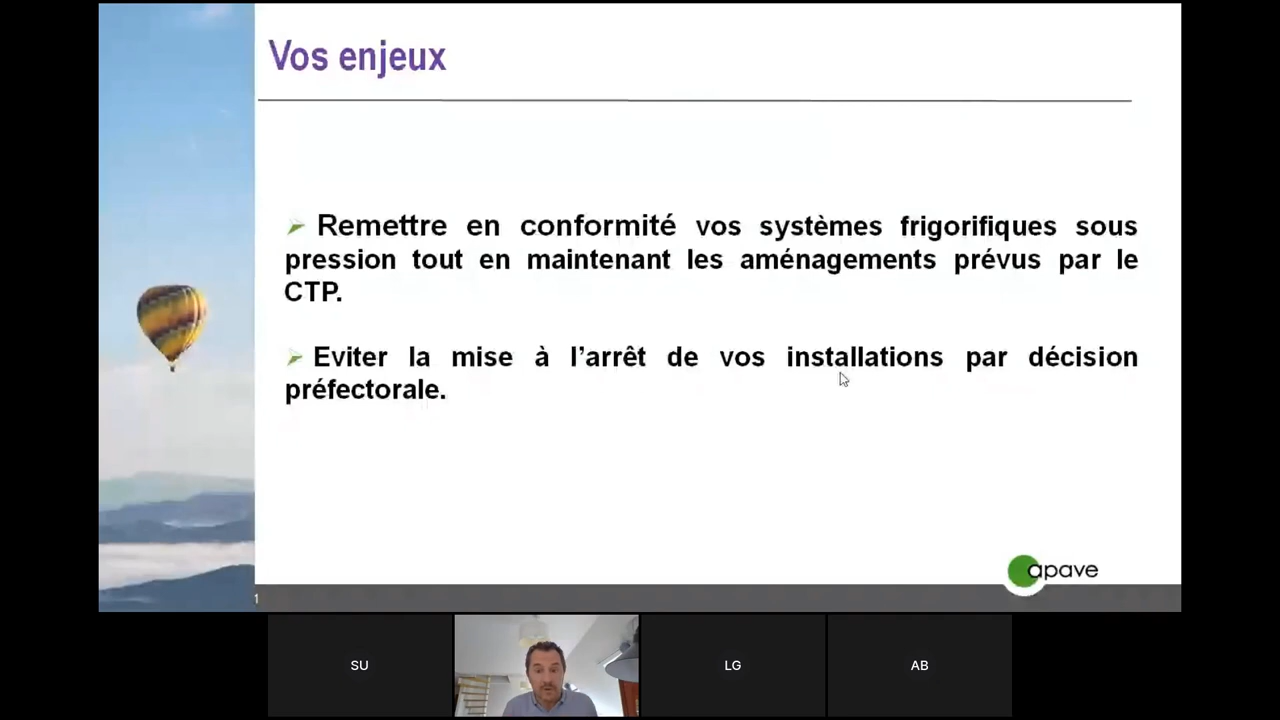 Vos enjeux
Remettre en conformité vos systèmes frigorifiques sous
pression tout en maintenant les aménagements prévus par le
CTP.
Eviter la mise à l’arrêt de vos installations par décision
préfectorale.
apave
1
SU
LG
AB